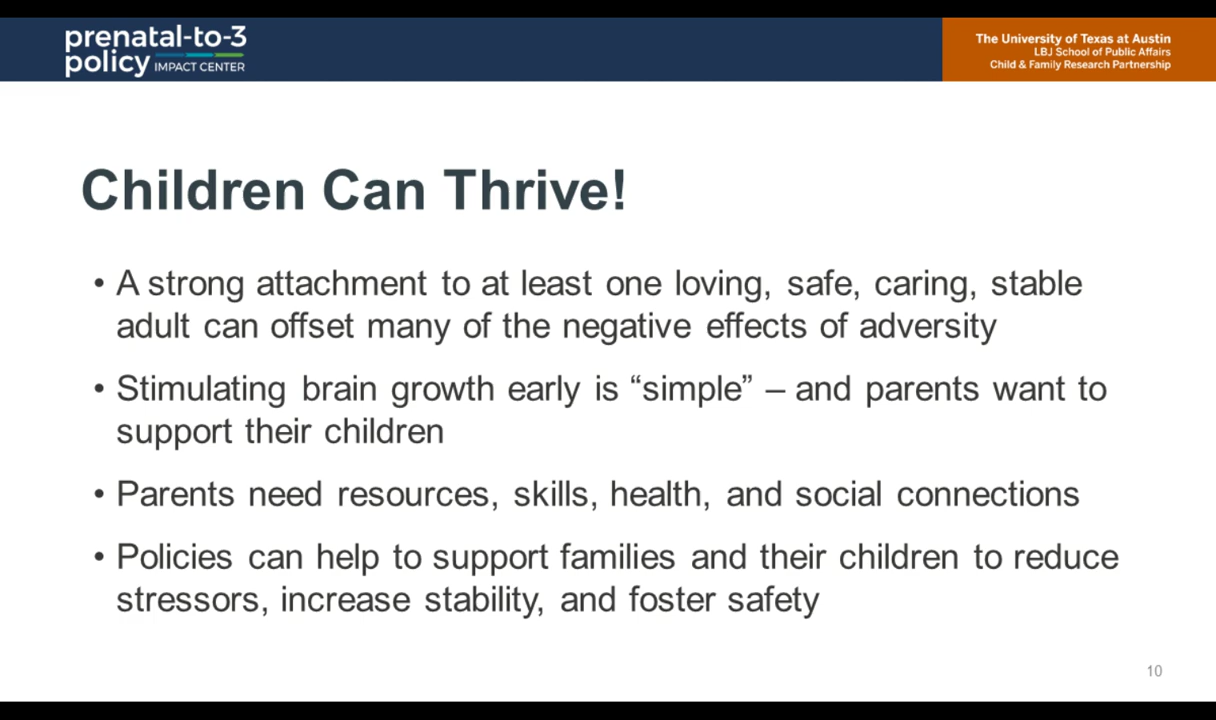 prenatal-to-3
policy IMPACT CENTER
The University of Texas at Austin
LBJ School of Public Affairs
Child & Family Research Partnership
Children Can Thrive!
• A strong attachment to at least one loving, safe, caring, stable
adult can offset many of the negative effects of adversity
• Stimulating brain growth early is “simple” – and parents want to
support their children
• Parents need resources, skills, health, and social connections
• Policies can help to support families and their children to reduce
stressors, increase stability, and foster safety
10